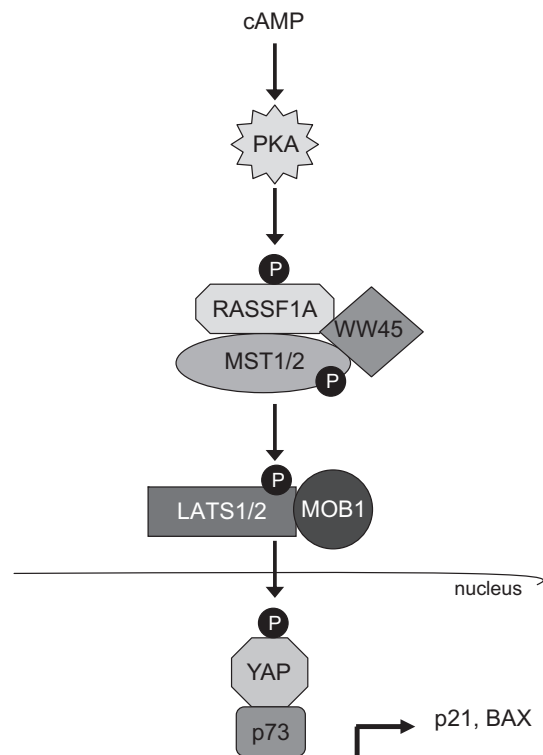 cAMP
PKA
P
RASSF1A
WW45
MST1/2
P
P
LATS1/2
MOB1
nucleus
P
YAP
p73
p21, BAX